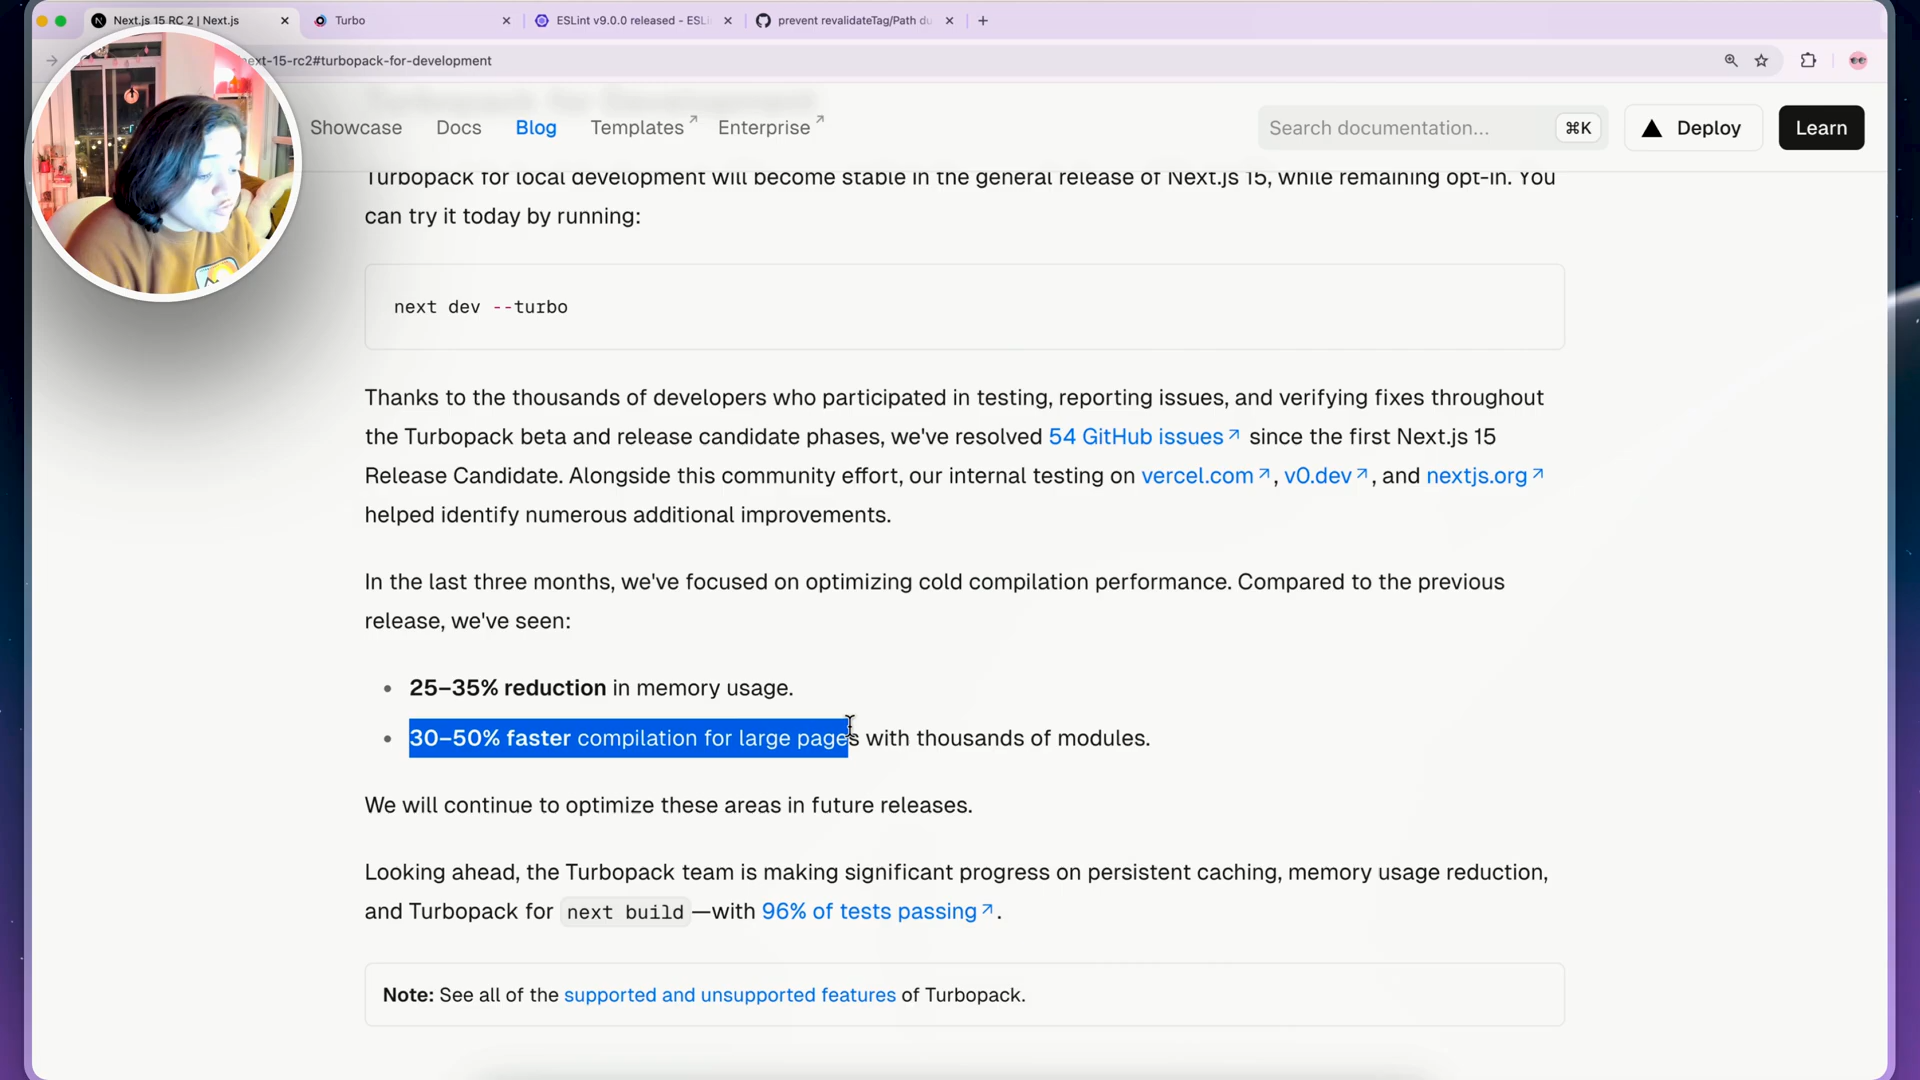 Next.js 15 RC 2 | Next.js
Turbo
ESLint v9.0.0 released - ESLi
prevent revalidateTag/Path du
ext-15-rc2#turbopack-for-development
Turbopack for Development
Showcase
Docs
Blog
Templates
Enterprise
Search documentation...
⌘K
Deploy
Learn
Turbopack for local development will become stable in the general release of Next.js 15, while remaining opt-in. You
can try it today by running:
next dev --turbo
Thanks to the thousands of developers who participated in testing, reporting issues, and verifying fixes throughout
the Turbopack beta and release candidate phases, we've resolved 54 GitHub issues↗ since the first Next.js 15
Release Candidate. Alongside this community effort, our internal testing on vercel.com↗, v0.dev↗, and nextjs.org↗
helped identify numerous additional improvements.
In the last three months, we've focused on optimizing cold compilation performance. Compared to the previous
release, we've seen:
• 25–35% reduction in memory usage.
• 30–50% faster compilation for large pages with thousands of modules.
We will continue to optimize these areas in future releases.
Looking ahead, the Turbopack team is making significant progress on persistent caching, memory usage reduction,
and Turbopack for next build—with 96% of tests passing↗.
Note: See all of the supported and unsupported features of Turbopack.